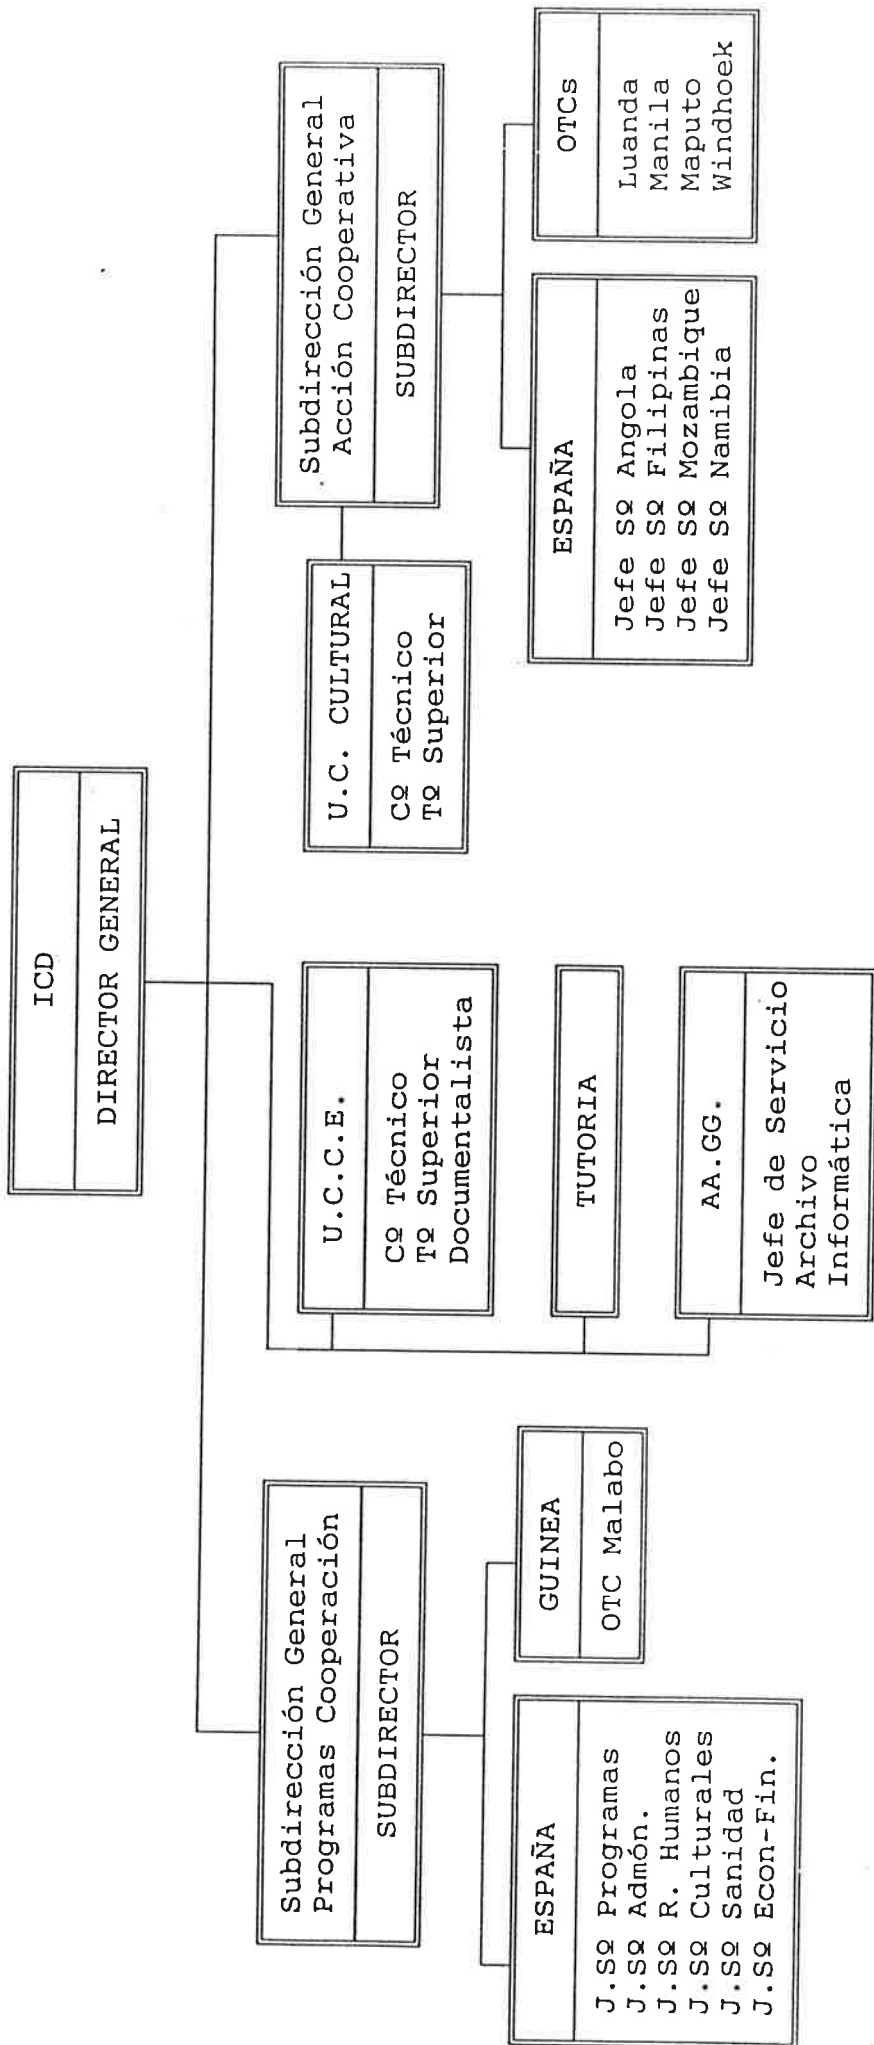 ICD
DIRECTOR GENERAL
Subdirección General
Programas Cooperación
SUBDIRECTOR
ESPAÑA
J.Sº Programas
J.Sº Admón.
J.Sº R. Humanos
J.Sº Culturales
J.Sº Sanidad
J.Sº Econ-Fin.
GUINEA
OTC Malabo
U.C.C.E.
Cº Técnico
Tº Superior
Documentalista
TUTORIA
AA.GG.
Jefe de Servicio
Archivo
Informática
U.C. CULTURAL
Cº Técnico
Tº Superior
Subdirección General
Acción Cooperativa
SUBDIRECTOR
ESPAÑA
Jefe Sº Angola
Jefe Sº Filipinas
Jefe Sº Mozambique
Jefe Sº Namibia
OTCs
Luanda
Manila
Maputo
Windhoek